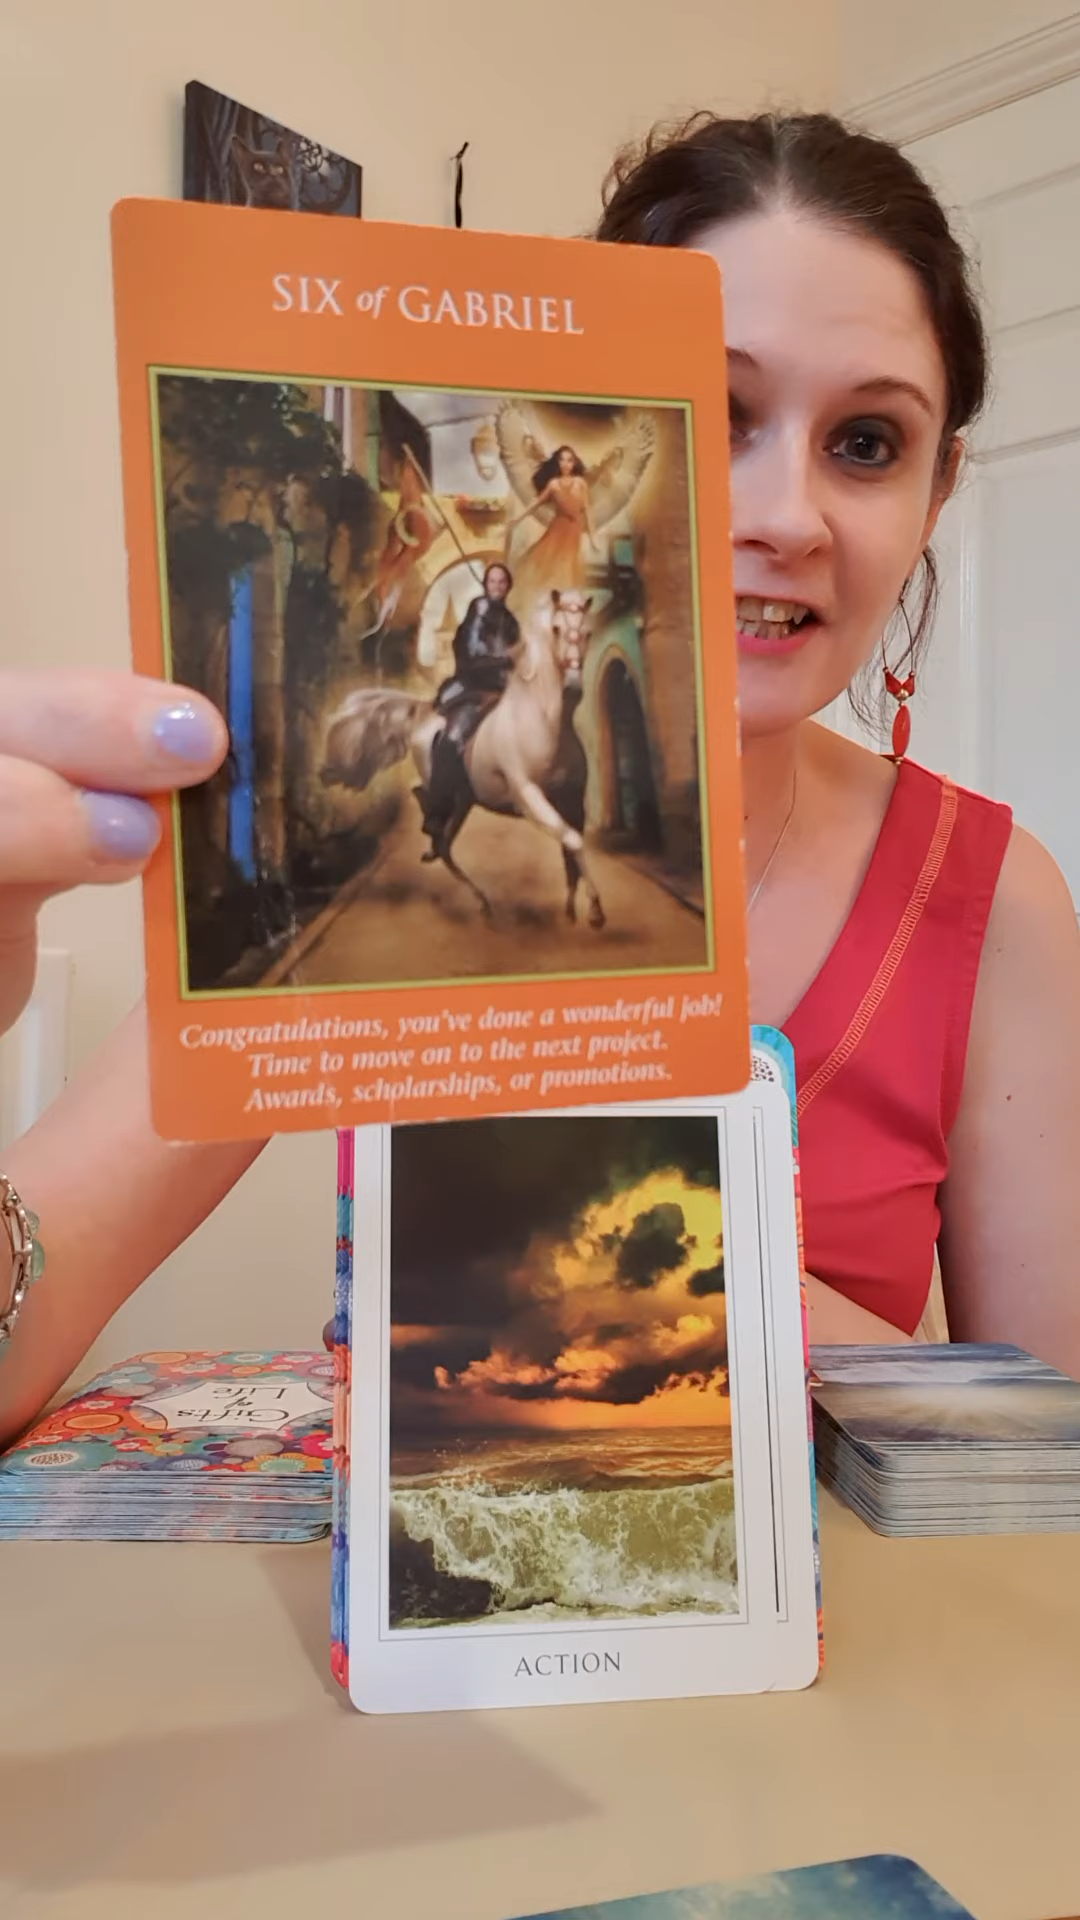 SIX of GABRIEL
Congratulations, you've done a wonderful job!
Time to move on to the next project.
Awards, scholarships, or promotions.
Gifts
of
Life
ACTION